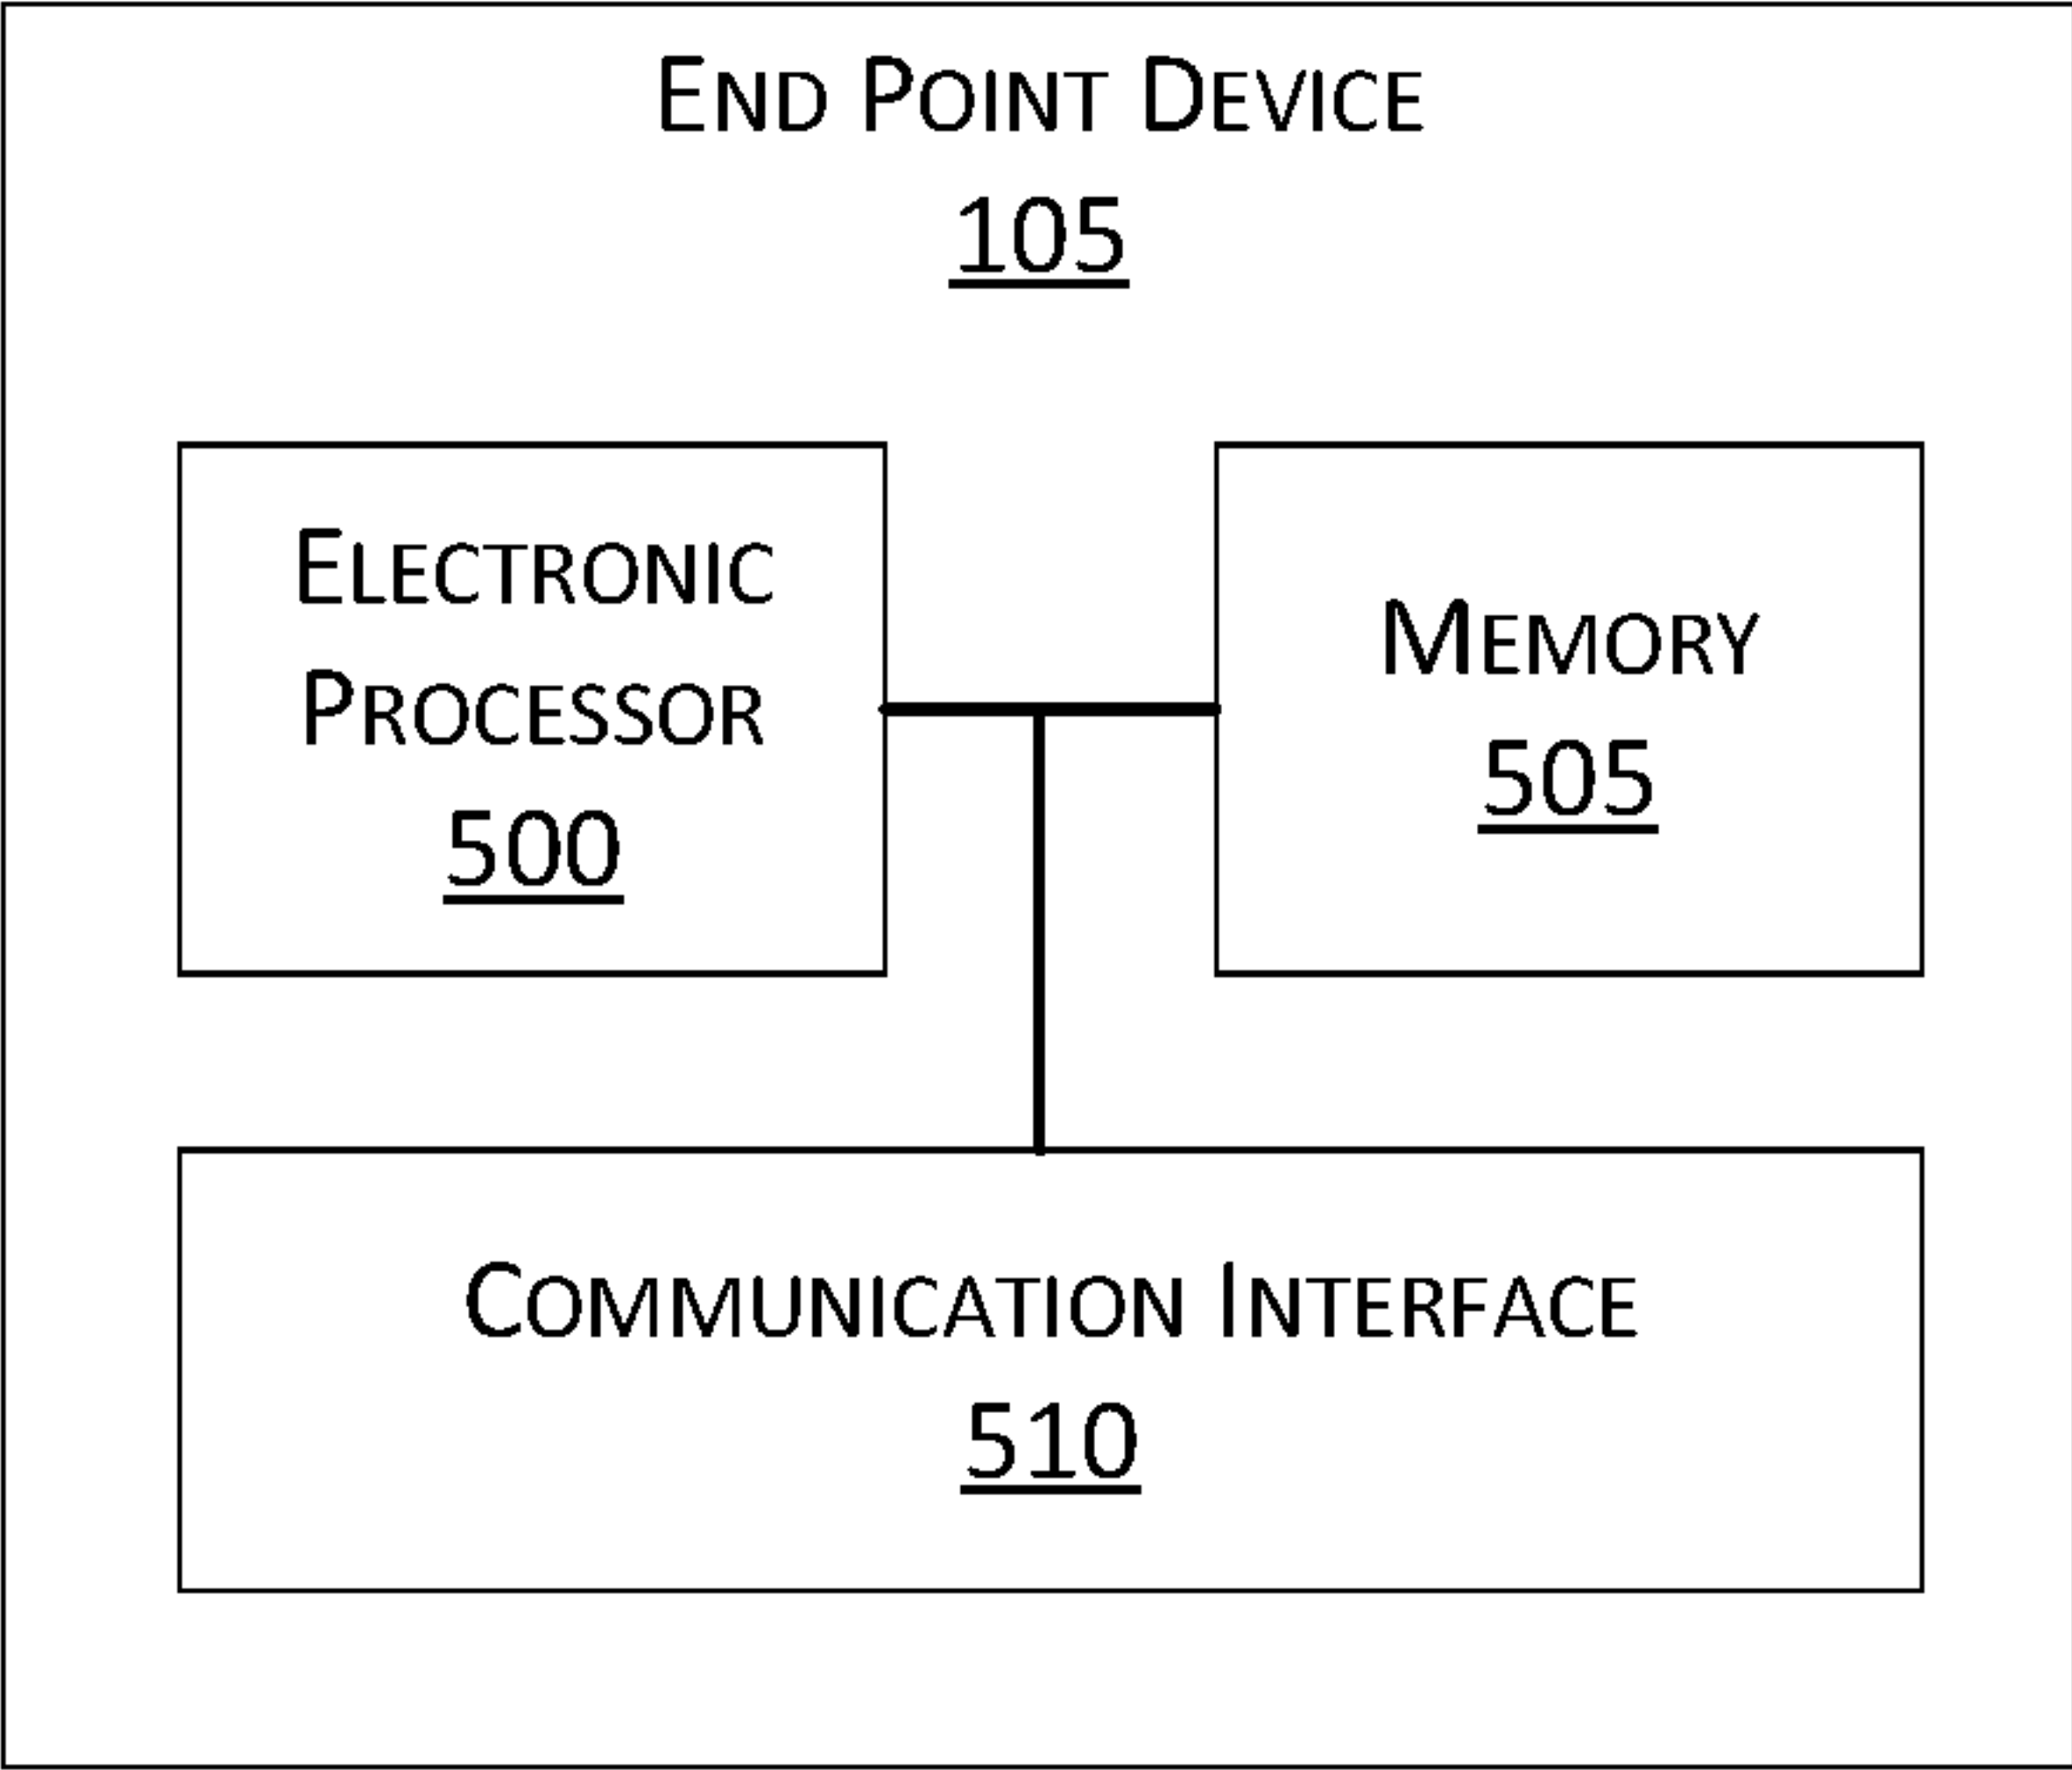 END POINT DEVICE
105
ELECTRONIC
PROCESSOR
500
MEMORY
505
COMMUNICATION INTERFACE
510